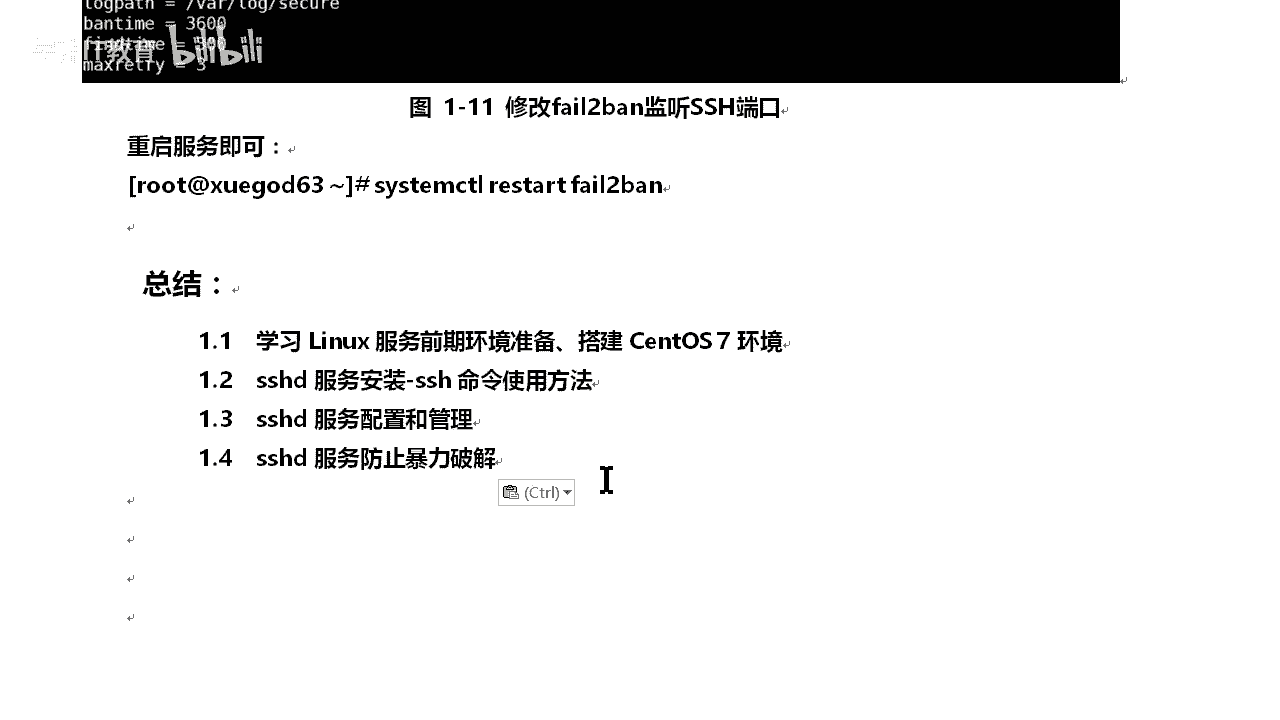 logpath = /var/log/secure
bantime = 3600
findtime = 300
maxretry = 3
IT教育 bilibili
图 1-11 修改fail2ban监听SSH端口
重启服务即可：
[root@xuegod63 ~]# systemctl restart fail2ban
总结：
1.1 学习 Linux 服务前期环境准备、搭建 CentOS 7 环境
1.2 sshd 服务安装-ssh 命令使用方法
1.3 sshd 服务配置和管理
1.4 sshd 服务防止暴力破解
(Ctrl)